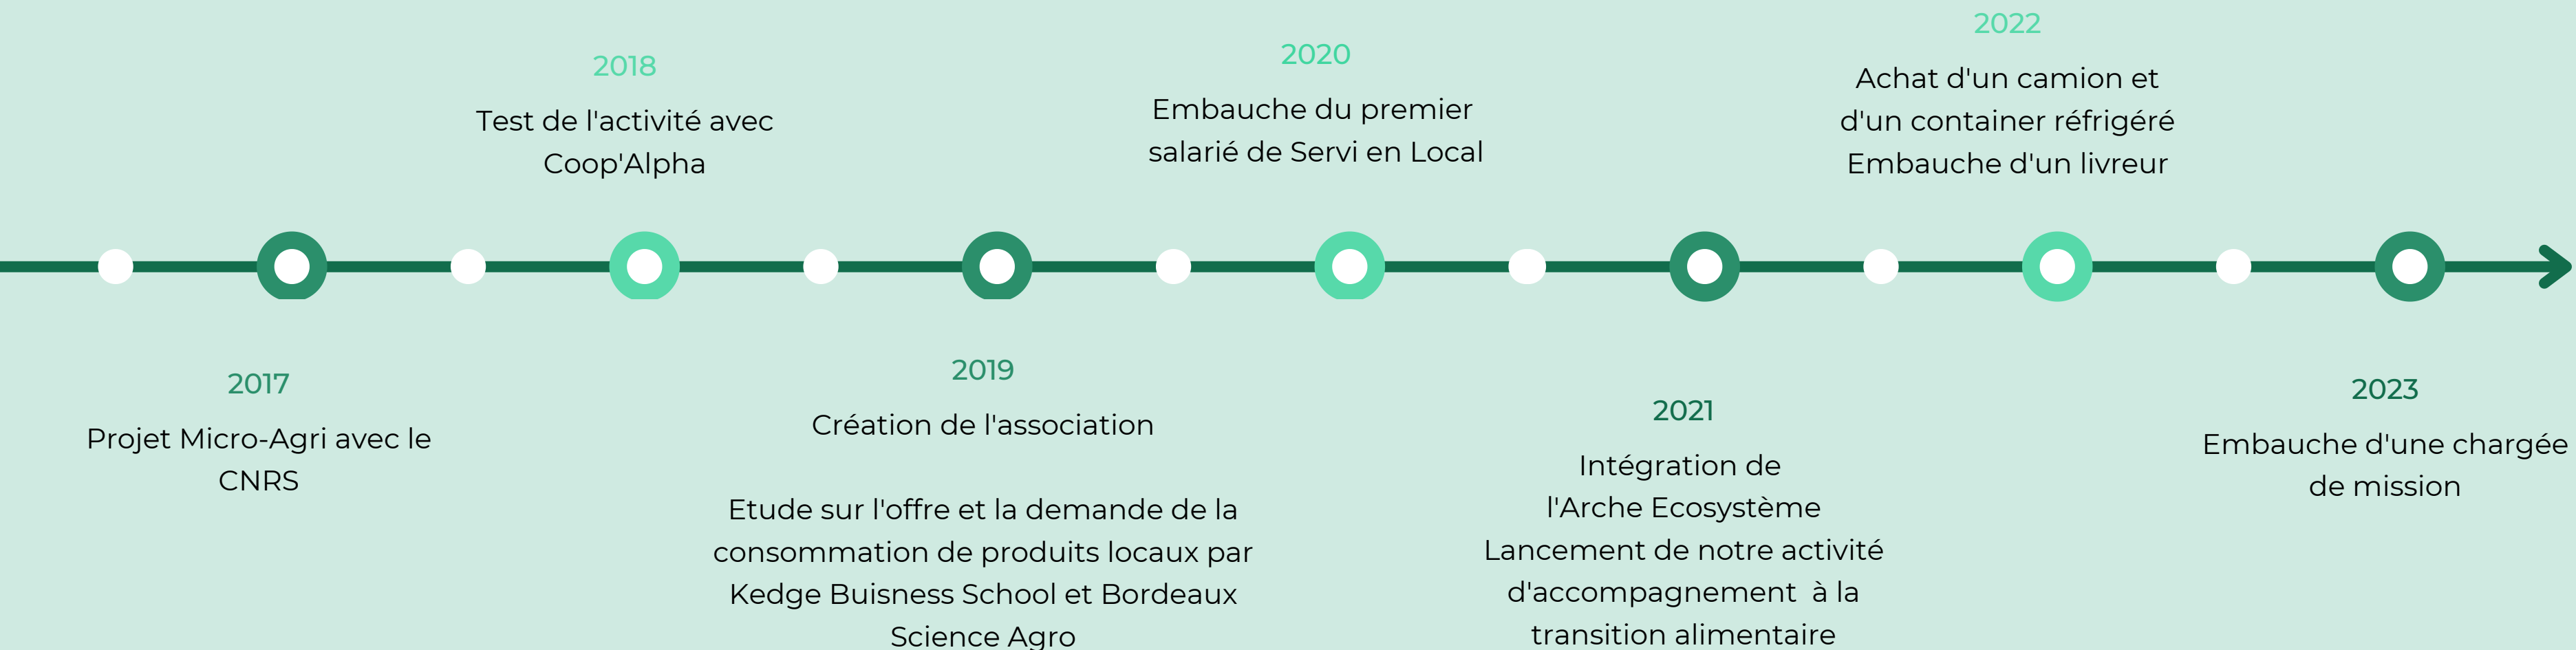 2017
Projet Micro-Agri avec le
CNRS
2018
Test de l'activité avec
Coop'Alpha
2019
Création de l'association
Etude sur l'offre et la demande de la
consommation de produits locaux par
Kedge Buisness School et Bordeaux
Science Agro
2020
Embauche du premier
salarié de Servi en Local
2021
Intégration de
l'Arche Ecosystème
Lancement de notre activité
d'accompagnement à la
transition alimentaire
2022
Achat d'un camion et
d'un container réfrigéré
Embauche d'un livreur
2023
Embauche d'une chargée
de mission